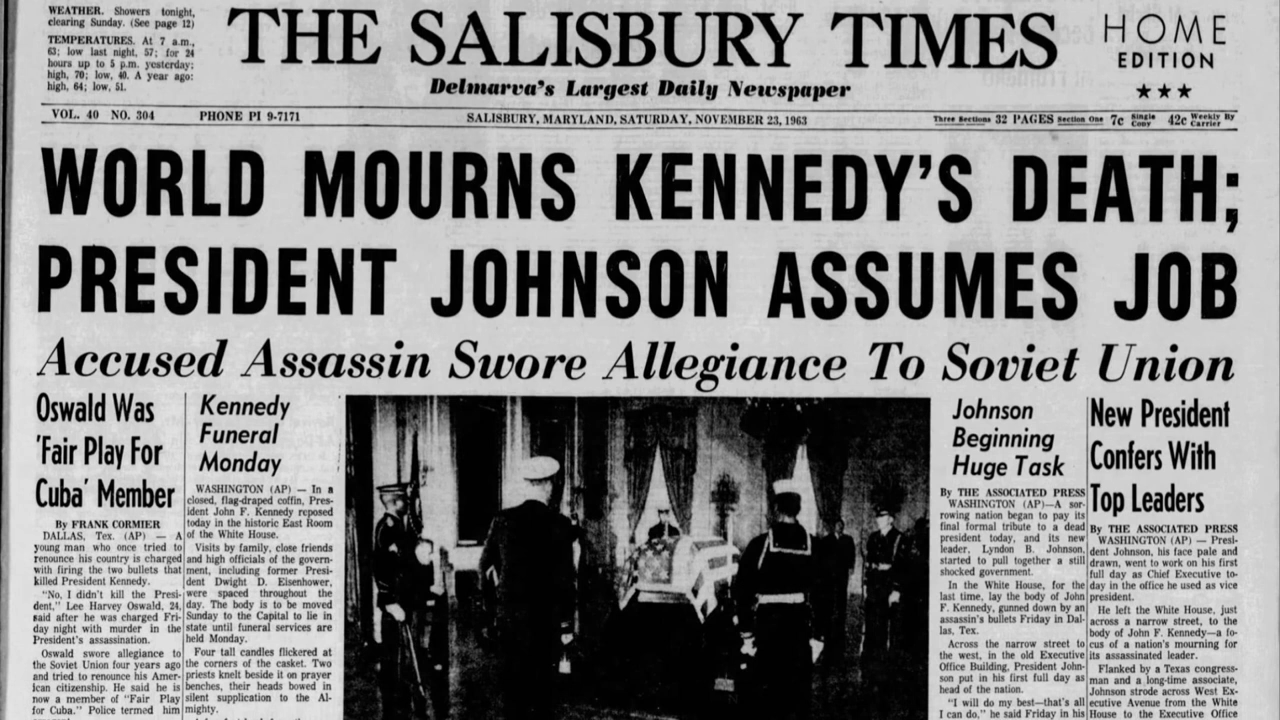 WEATHER. Showers tonight,
clearing Sunday. (See page 12)
TEMPERATURES. At 7 a.m.,
63; low last night, 57; for 24
hours up to 5 p.m. yesterday:
high, 70; low, 40. A year ago:
high, 64; low, 51.
THE SALISBURY TIMES
Delmarva's Largest Daily Newspaper
HOME
EDITION
★★★
VOL. 40 NO. 304 PHONE PI 9-7171 SALISBURY, MARYLAND, SATURDAY, NOVEMBER 23, 1963 Three Sections 32 PAGES Section One 7c Single Copy 42c Weekly By Carrier
WORLD MOURNS KENNEDY'S DEATH;
PRESIDENT JOHNSON ASSUMES JOB
Accused Assassin Swore Allegiance To Soviet Union
Oswald Was
'Fair Play For
Cuba' Member
By FRANK CORMIER
DALLAS, Tex. (AP) — A
young man who once tried to
renounce his country is charged
with firing the two bullets that
killed President Kennedy.
"No, I didn't kill the Presi-
dent," Lee Harvey Oswald, 24,
said after he was charged Fri-
day night with murder in the
President's assassination.
Oswald swore allegiance to
the Soviet Union four years ago
and tried to renounce his Amer-
ican citizenship. He said he is
now a member of "Fair Play
for Cuba." Police termed him
Kennedy
Funeral
Monday
WASHINGTON (AP) — In a
closed, flag-draped coffin, Pres-
ident John F. Kennedy reposed
today in the historic East Room
of the White House.
Visits by family, close friends
and high officials of the govern-
ment, including former Presi-
dent Dwight D. Eisenhower,
were spaced throughout the
day. The body is to be moved
Sunday to the Capital to lie in
state until funeral services are
held Monday.
Four tall candles flickered at
the corners of the casket. Two
priests knelt beside it on prayer
benches, their heads bowed in
silent supplication to the Al-
mighty.
Johnson
Beginning
Huge Task
By THE ASSOCIATED PRESS
WASHINGTON (AP)—A sor-
rowing nation began to pay its
final formal tribute to a dead
president today, and its new
leader, Lyndon B. Johnson,
started to pull together a still
shocked government.
In the White House, for the
last time, lay the body of John
F. Kennedy, gunned down by an
assassin's bullets Friday in Dal-
las, Tex.
Across the narrow street to
the west, in the old Executive
Office Building, President John-
son put in his first full day as
head of the nation.
"I will do my best—that's all
I can do," he said Friday in his
New President
Confers With
Top Leaders
By THE ASSOCIATED PRESS
WASHINGTON (AP) — Presi-
dent Johnson, his face pale and
drawn, went to work on his first
full day as Chief Executive to-
day in the office he used as vice
president.
He left the White House, just
across a narrow street, to the
body of John F. Kennedy—a fo-
cus of a nation's mourning for
its assassinated leader.
Flanked by a Texas congress-
man and a long-time associate,
Johnson strode across West Ex-
ecutive Avenue from the White
House to the Executive Office